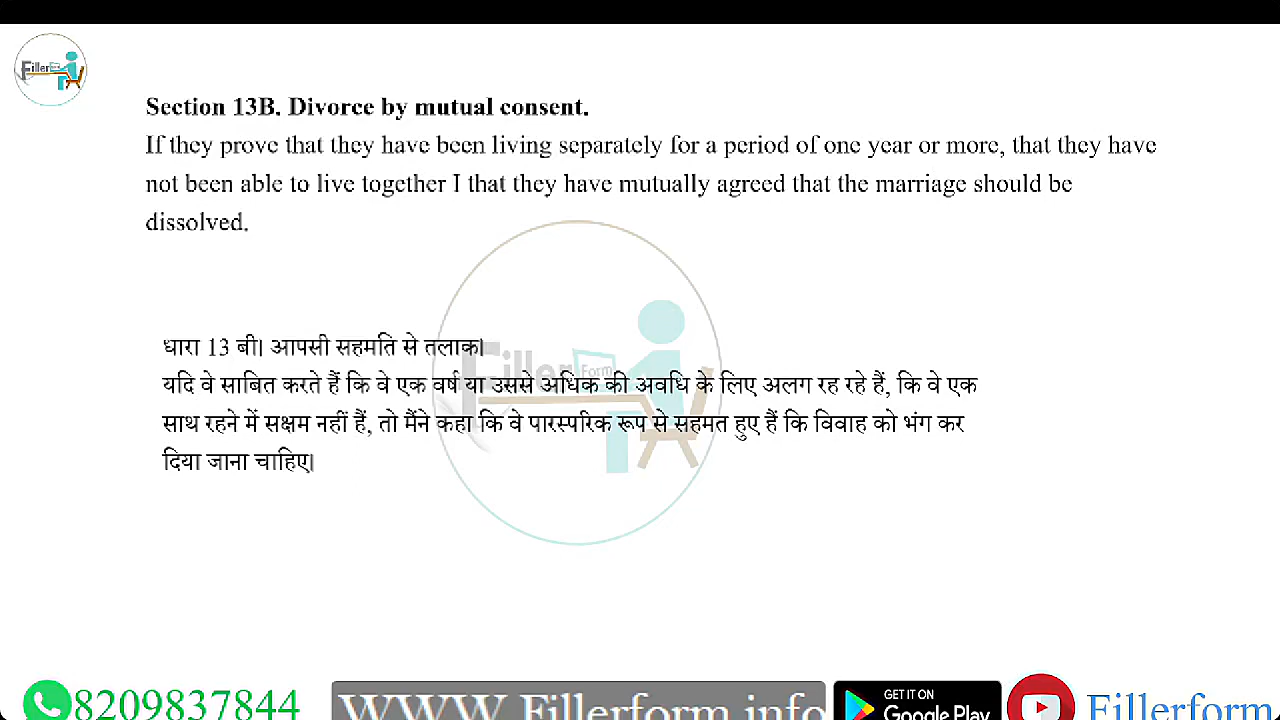 Filler
Section 13B. Divorce by mutual consent.
If they prove that they have been living separately for a period of one year or more, that they have
not been able to live together I that they have mutually agreed that the marriage should be
dissolved.
Filler Form
धारा 13 बी। आपसी सहमति से तलाक।
यदि वे साबित करते हैं कि वे एक वर्ष या उससे अधिक की अवधि के लिए अलग रह रहे हैं, कि वे एक
साथ रहने में सक्षम नहीं हैं, तो मैंने कहा कि वे पारस्परिक रूप से सहमत हुए हैं कि विवाह को भंग कर
दिया जाना चाहिए।
8209837844 WWW.Fillerform.info GET IT ON Google Play Fillerform